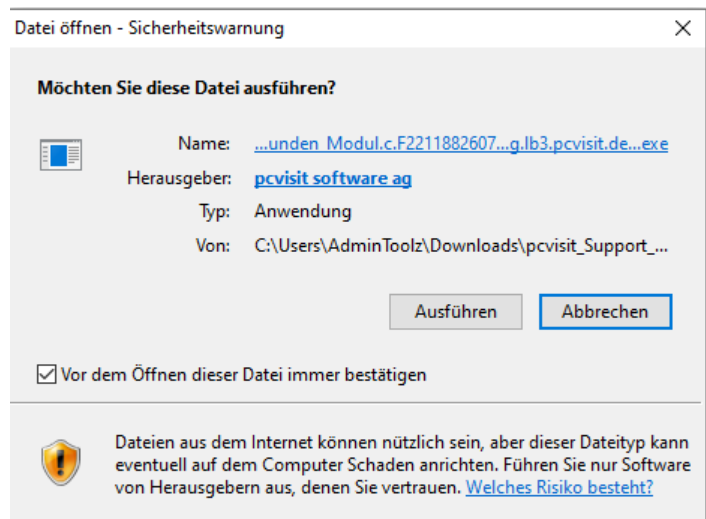 Datei öffnen - Sicherheitswarnung
Möchten Sie diese Datei ausführen?
Name: ...unden Modul.c.F2211882607...g.lb3.pcvisit.de...exe
Herausgeber: pcvisit software ag
Typ: Anwendung
Von: C:\Users\AdminToolz\Downloads\pcvisit_Support_...
Ausführen Abbrechen
Vor dem Öffnen dieser Datei immer bestätigen
Dateien aus dem Internet können nützlich sein, aber dieser Dateityp kann
eventuell auf dem Computer Schaden anrichten. Führen Sie nur Software
von Herausgebern aus, denen Sie vertrauen. Welches Risiko besteht?